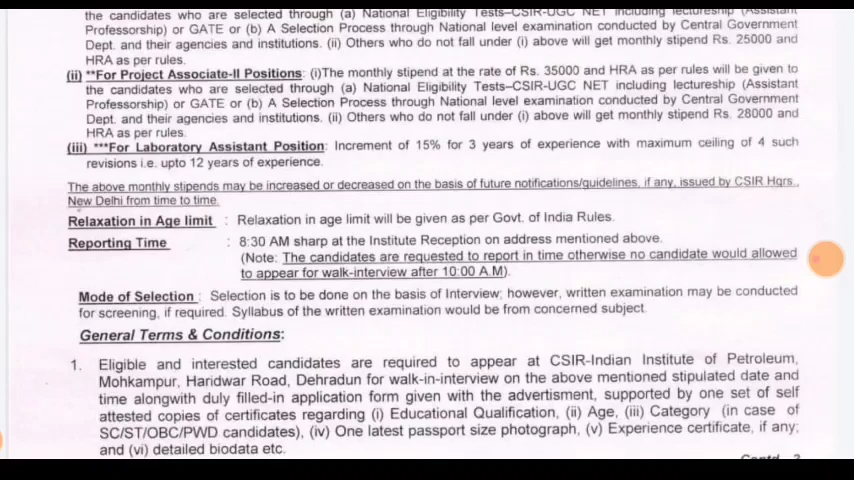 the candidates who are selected through (a) National Eligibility Tests–CSIR-UGC NET including lectureship (Assistant
Professorship) or GATE or (b) A Selection Process through National level examination conducted by Central Government
Dept. and their agencies and institutions. (ii) Others who do not fall under (i) above will get monthly stipend Rs. 25000 and
HRA as per rules.
(ii) **For Project Associate-II Positions: (i)The monthly stipend at the rate of Rs. 35000 and HRA as per rules will be given to
the candidates who are selected through (a) National Eligibility Tests–CSIR-UGC NET including lectureship (Assistant
Professorship) or GATE or (b) A Selection Process through National level examination conducted by Central Government
Dept. and their agencies and institutions. (ii) Others who do not fall under (i) above will get monthly stipend Rs. 28000 and
HRA as per rules.
(iii) ***For Laboratory Assistant Position: Increment of 15% for 3 years of experience with maximum ceiling of 4 such
revisions i.e. upto 12 years of experience.
The above monthly stipends may be increased or decreased on the basis of future notifications/guidelines, if any, issued by CSIR Hqrs.,
New Delhi from time to time.
Relaxation in Age limit : Relaxation in age limit will be given as per Govt. of India Rules.
Reporting Time : 8:30 AM sharp at the Institute Reception on address mentioned above.
(Note: The candidates are requested to report in time otherwise no candidate would allowed
to appear for walk-interview after 10:00 A.M).
Mode of Selection : Selection is to be done on the basis of Interview; however, written examination may be conducted
for screening, if required. Syllabus of the written examination would be from concerned subject.
General Terms & Conditions:
1. Eligible and interested candidates are required to appear at CSIR-Indian Institute of Petroleum,
Mohkampur, Haridwar Road, Dehradun for walk-in-interview on the above mentioned stipulated date and
time alongwith duly filled-in application form given with the advertisment, supported by one set of self
attested copies of certificates regarding (i) Educational Qualification, (ii) Age, (iii) Category (in case of
SC/ST/OBC/PWD candidates), (iv) One latest passport size photograph, (v) Experience certificate, if any;
and (vi) detailed biodata etc.
Contd..2